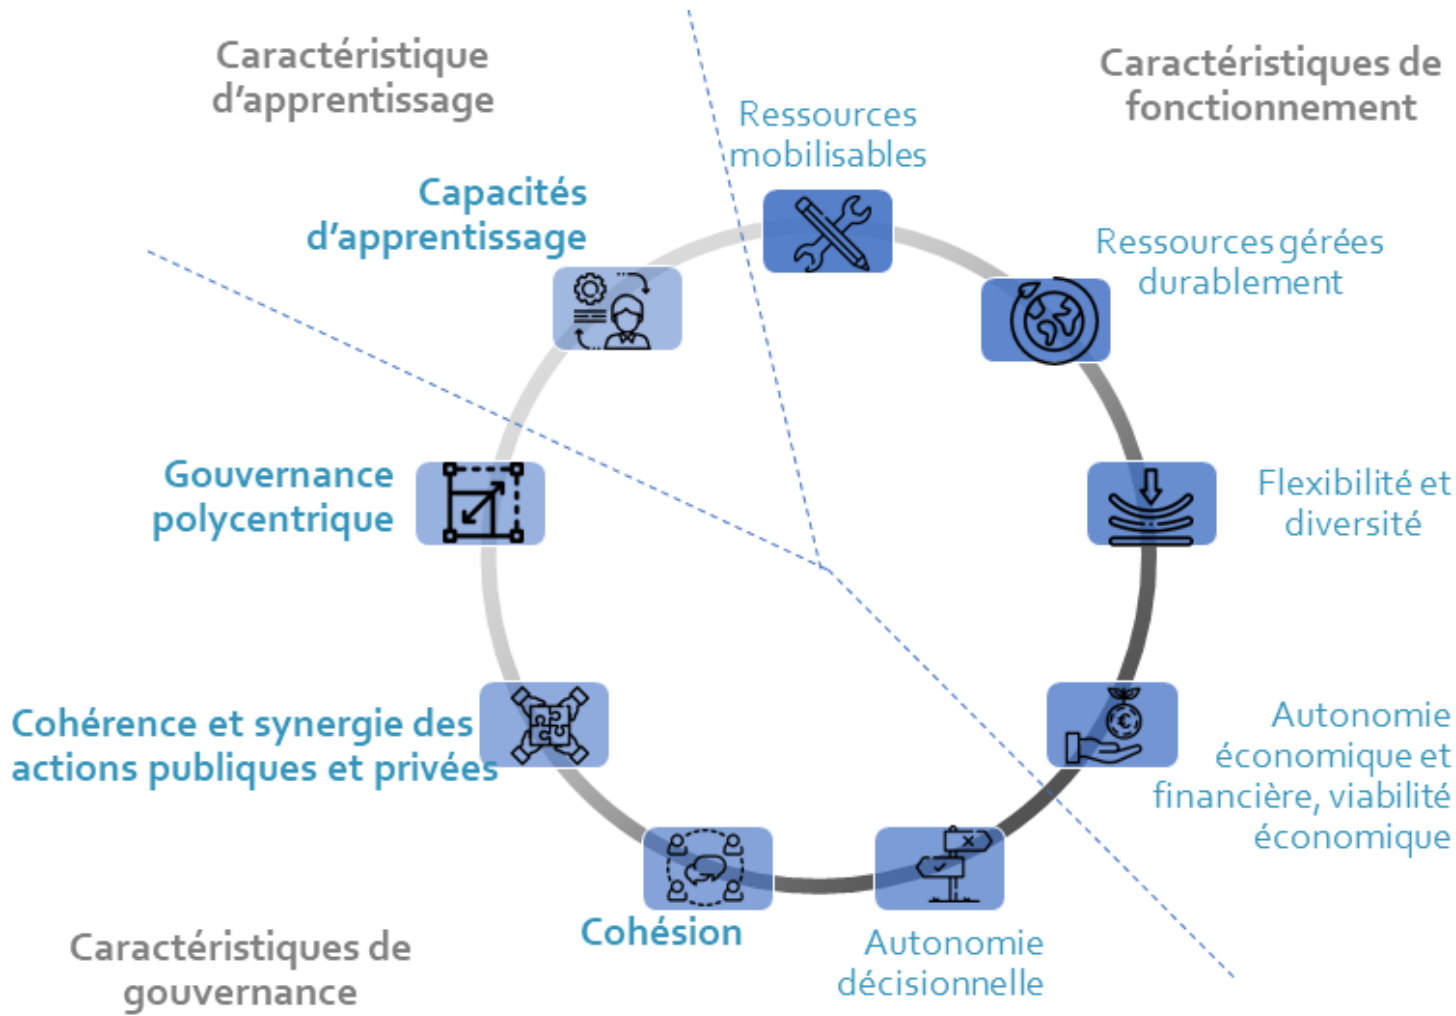 Caractéristique
d'apprentissage
Caractéristiques de
fonctionnement
Ressources
mobilisables
Capacités
d'apprentissage
Ressources gérées
durablement
Gouvernance
polycentrique
Flexibilité et
diversité
Cohérence et synergie des
actions publiques et privées
Autonomie
économique et
financière, viabilité
économique
Cohésion
Autonomie
décisionnelle
Caractéristiques de
gouvernance